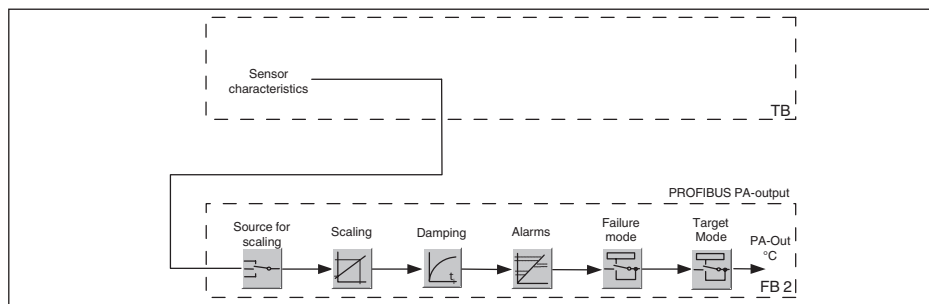 Sensor
characteristics
TB
PROFIBUS PA-output
Source for
scaling
Scaling
Damping
Alarms
Failure
mode
Target
Mode
PA-Out
°C
t
FB 2